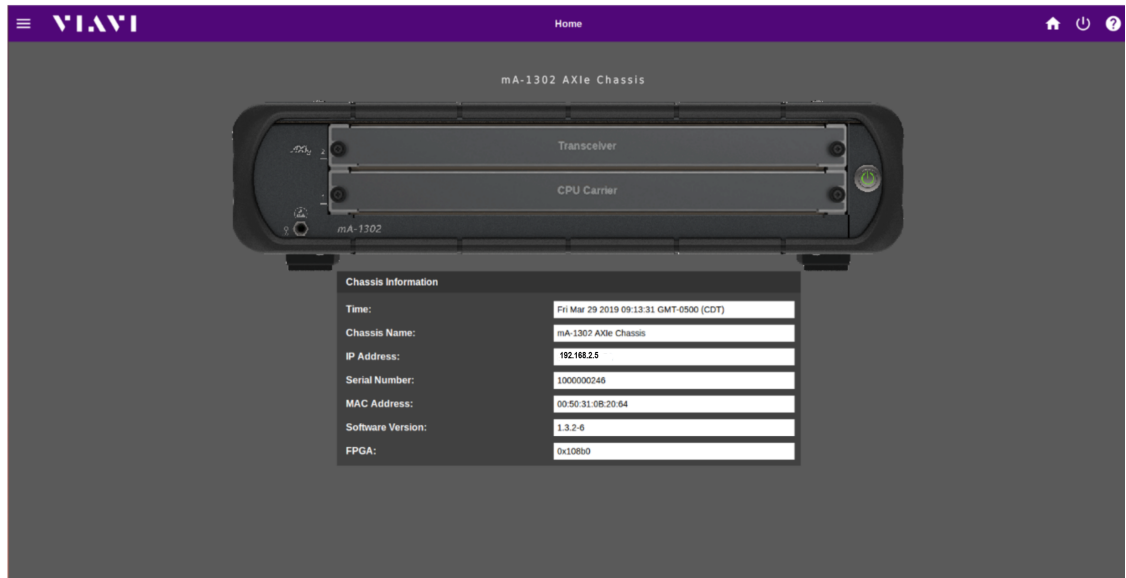 VIAVI
Home
mA-1302 AXIe Chassis
Transceiver
2
CPU Carrier
1
mA-1302
Chassis Information
Time: Fri Mar 29 2019 09:13:31 GMT-0500 (CDT)
Chassis Name: mA-1302 AXIe Chassis
IP Address: 192.168.2.5
Serial Number: 1000000246
MAC Address: 00:50:31:0B:20:64
Software Version: 1.3.2-6
FPGA: 0x108b0